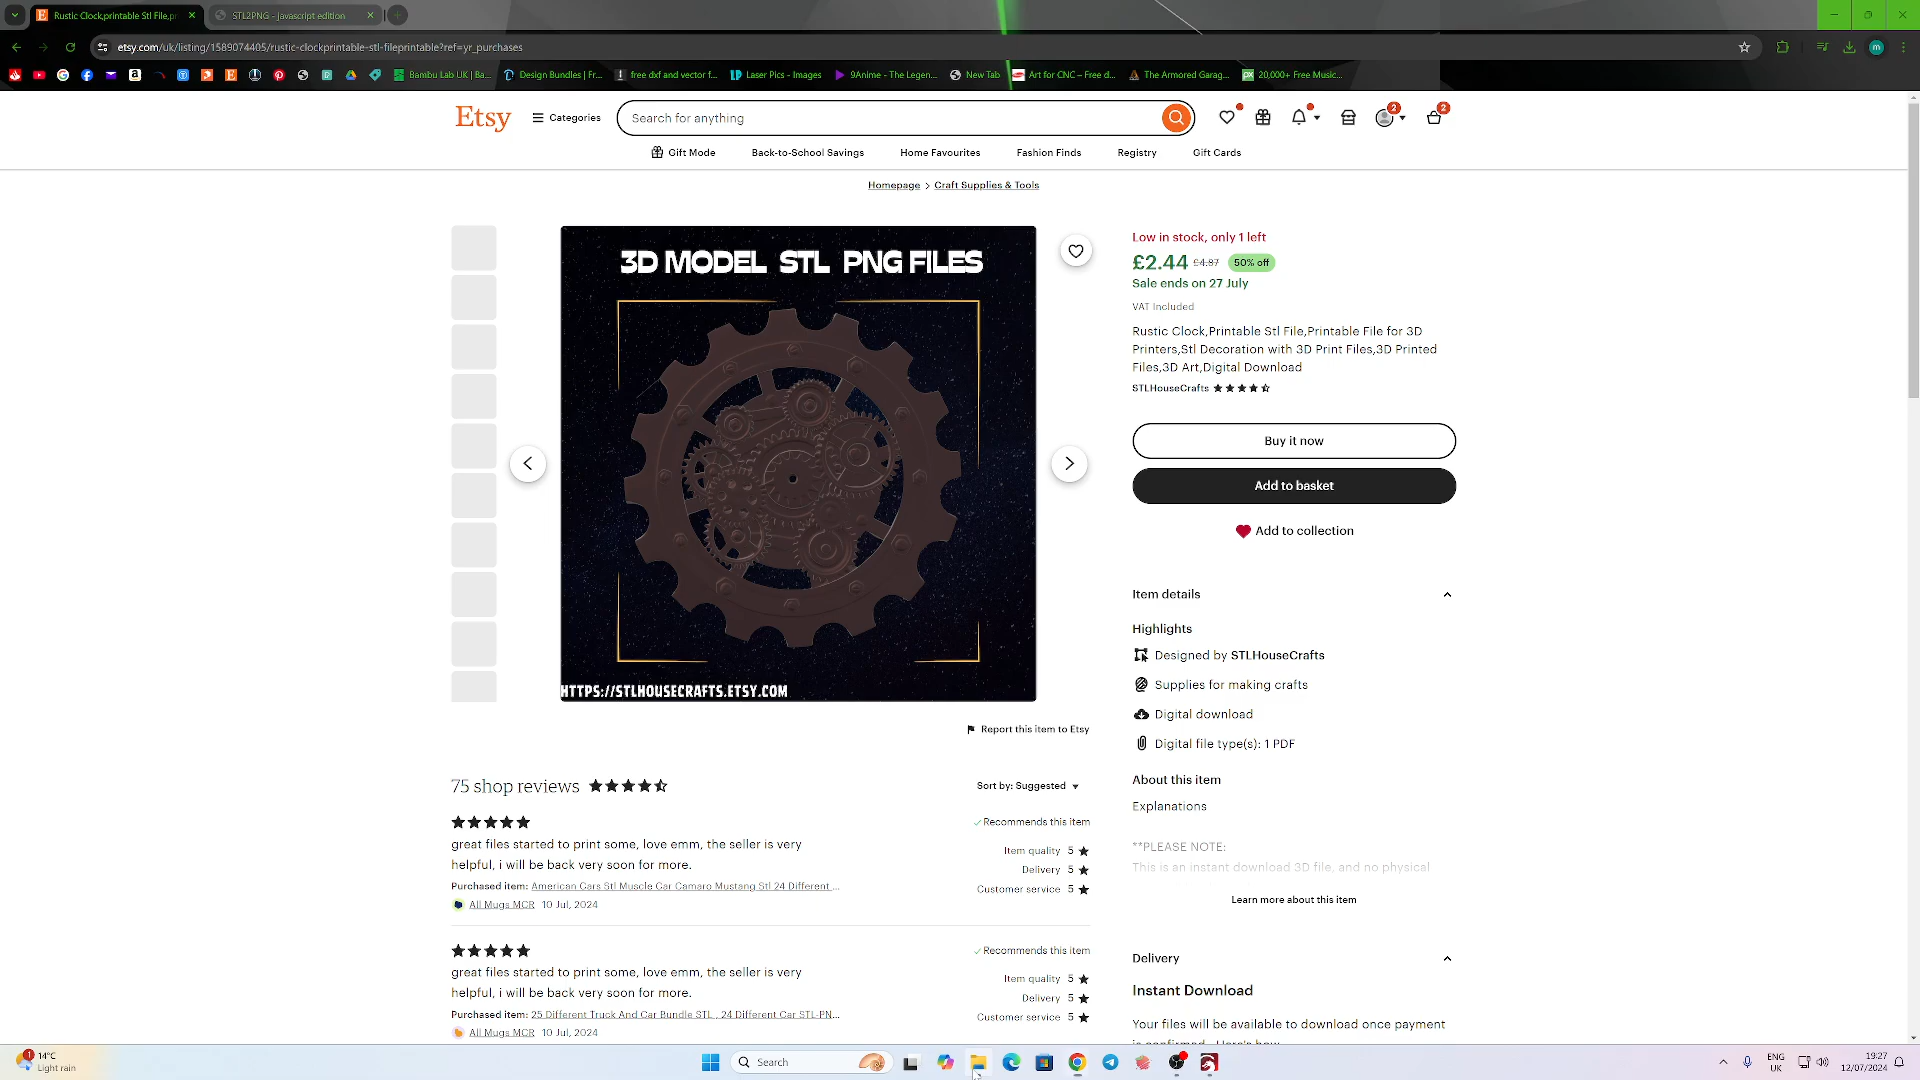 Rustic Clock,printable Stl File,pr
STL2PNG - javascript edition
etsy.com/uk/listing/1589074405/rustic-clockprintable-stl-fileprintable?ref=yr_purchases
Bambu Lab UK | Ba...
Design Bundles | Fr...
free dxf and vector f...
Laser Pics - Images
9Anime - The Legen...
New Tab
Art for CNC – Free d...
The Armored Garag...
20,000+ Free Music...
Etsy
Categories
Search for anything
2
2
Gift Mode
Back-to-School Savings
Home Favourites
Fashion Finds
Registry
Gift Cards
Homepage > Craft Supplies & Tools
3D MODEL STL PNG FILES
HTTPS://STLHOUSECRAFTS.ETSY.COM
Low in stock, only 1 left
£2.44 £4.87 50% off
Sale ends on 27 July
VAT Included
Rustic Clock,Printable Stl File,Printable File for 3D
Printers,Stl Decoration with 3D Print Files,3D Printed
Files,3D Art,Digital Download
STLHouseCrafts
Buy it now
Add to basket
Add to collection
Item details
Highlights
Designed by STLHouseCrafts
Supplies for making crafts
Digital download
Digital file type(s): 1 PDF
About this item
Explanations
**PLEASE NOTE:
This is an instant download 3D file, and no physical
Learn more about this item
Delivery
Instant Download
Your files will be available to download once payment
is confirmed. Here's how.
Report this item to Etsy
75 shop reviews
Sort by: Suggested
Recommends this item
great files started to print some, love emm, the seller is very
helpful, i will be back very soon for more.
Item quality 5
Delivery 5
Customer service 5
Purchased item: American Cars Stl Muscle Car Camaro Mustang Stl 24 Different ...
All Mugs MCR 10 Jul, 2024
Recommends this item
great files started to print some, love emm, the seller is very
helpful, i will be back very soon for more.
Item quality 5
Delivery 5
Customer service 5
Purchased item: 25 Different Truck And Car Bundle STL , 24 Different Car STL-PN...
All Mugs MCR 10 Jul, 2024
1
14°C
Light rain
Search
ENG
UK
19:27
12/07/2024